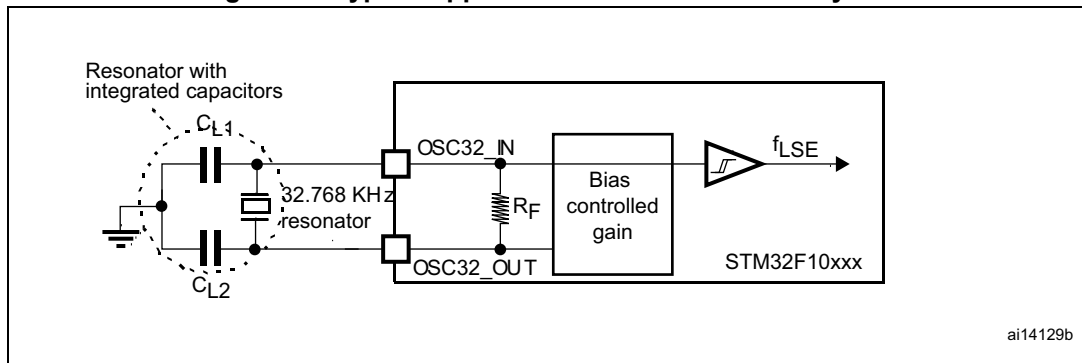 Resonator with
integrated capacitors
CL1
32.768 KHz
resonator
CL2
OSC32_IN
RF
OSC32_OUT
Bias
controlled
gain
fLSE
STM32F10xxx
ai14129b